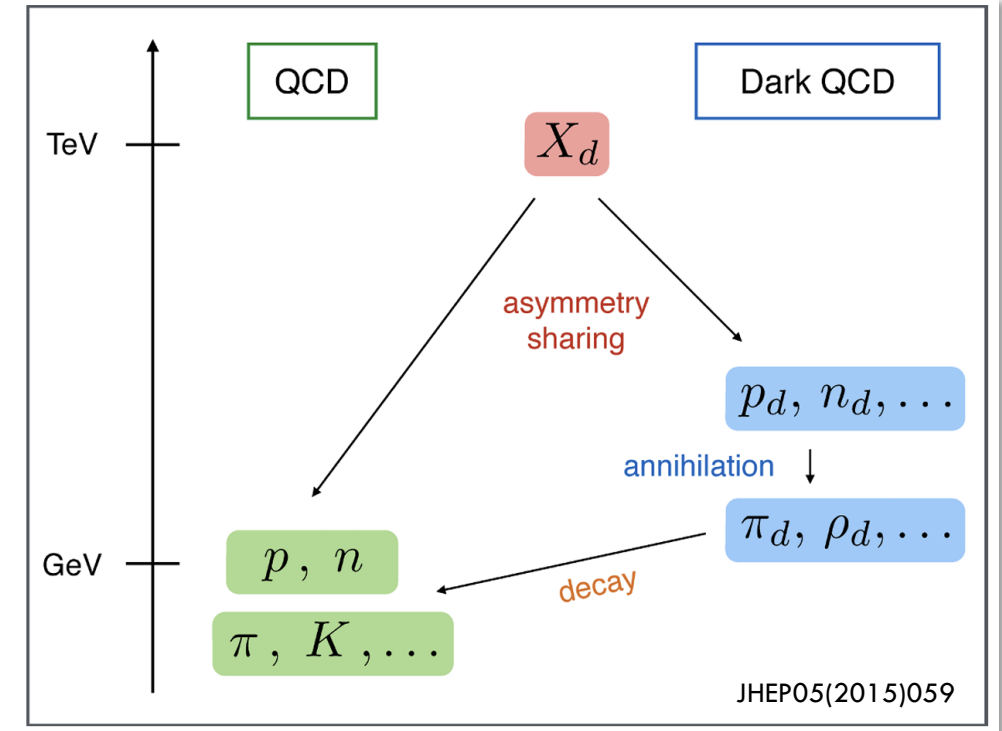 QCD
Dark QCD
TeV
X_d
asymmetry
sharing
p_d, n_d, ...
annihilation
π_d, ρ_d, ...
GeV
p , n
decay
π , K , ...
JHEP05(2015)059